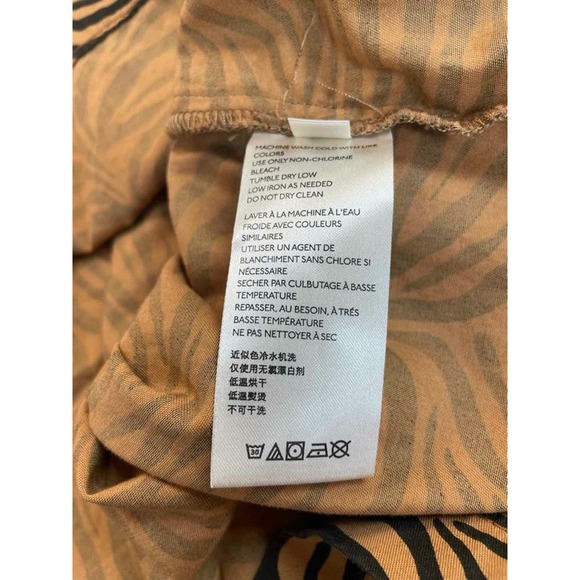 MACHINE WASH COLD WITH LIKE
COLORS
USE ONLY NON-CHLORINE
BLEACH
TUMBLE DRY LOW
LOW IRON AS NEEDED
DO NOT DRY CLEAN
LAVER À LA MACHINE À L'EAU
FROIDE AVEC COULEURS
SIMILAIRES
UTILISER UN AGENT DE
BLANCHIMENT SANS CHLORE SI
NÉCESSAIRE
SECHER PAR CULBUTAGE À BASSE
TEMPERATURE
REPASSER, AU BESOIN, À TRÉS
BASSE TEMPÉRATURE
NE PAS NETTOYER À SEC
近似色冷水机洗
仅使用无氯漂白剂
低温烘干
低温熨烫
不可干洗
30